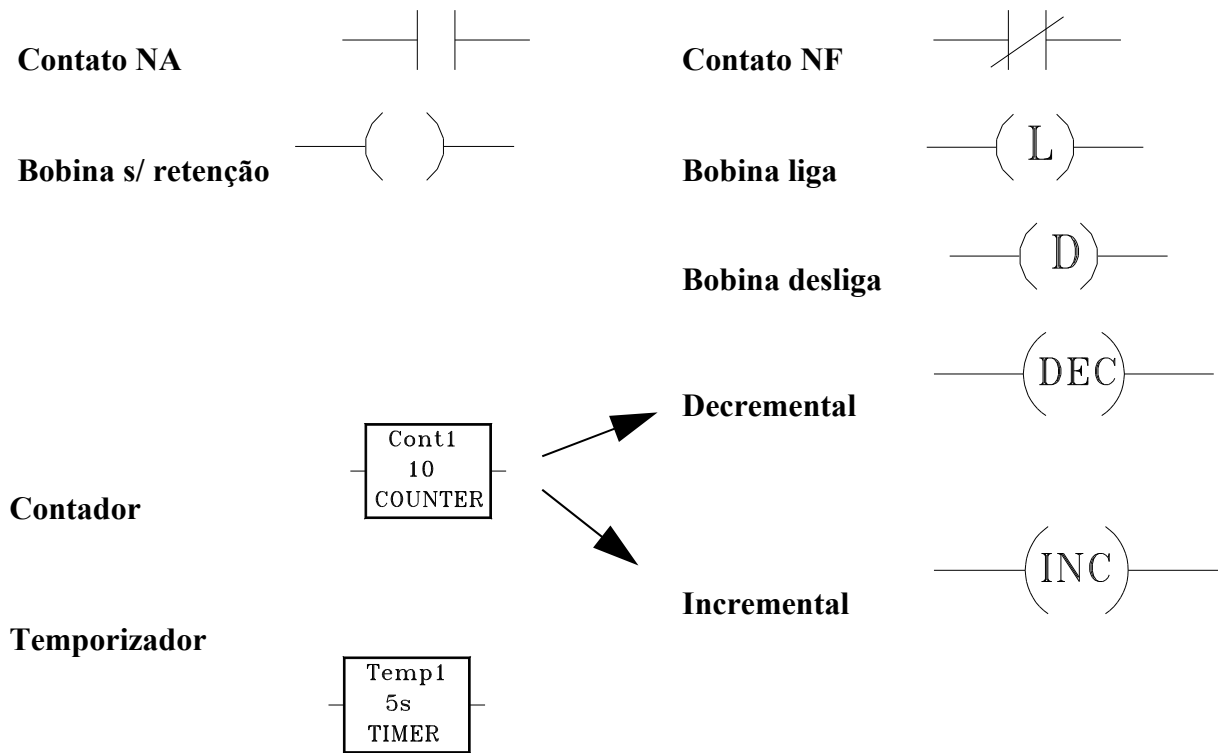 Contato NA
Contato NF
Bobina s/ retenção
Bobina liga
L
Bobina desliga
D
Decremental
DEC
Contador
Cont1
10
COUNTER
Incremental
INC
Temporizador
Temp1
5s
TIMER